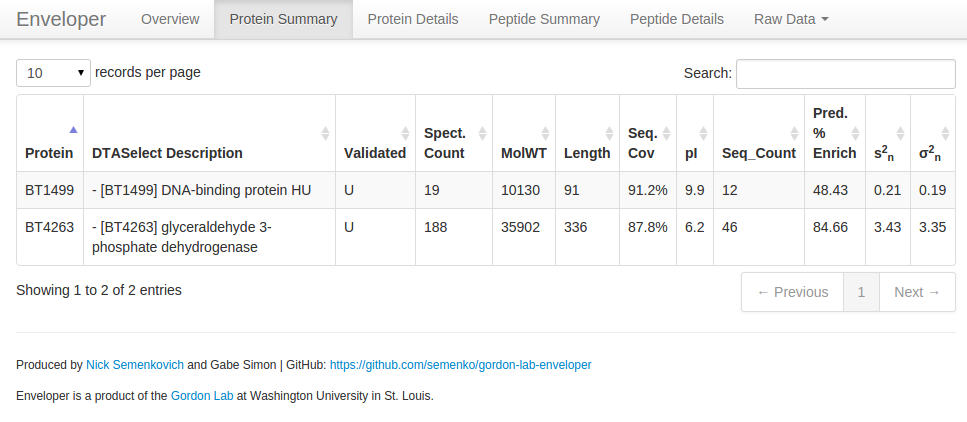 Enveloper Overview Protein Summary Protein Details Peptide Summary Peptide Details Raw Data
10 records per page Search:
Protein DTASelect Description Validated Spect. Count MolWT Length Seq. Cov pI Seq_Count Pred. % Enrich s²ₙ σ²ₙ
BT1499 - [BT1499] DNA-binding protein HU U 19 10130 91 91.2% 9.9 12 48.43 0.21 0.19
BT4263 - [BT4263] glyceraldehyde 3- U 188 35902 336 87.8% 6.2 46 84.66 3.43 3.35
phosphate dehydrogenase
Showing 1 to 2 of 2 entries ← Previous 1 Next →
Produced by Nick Semenkovich and Gabe Simon | GitHub: https://github.com/semenko/gordon-lab-enveloper
Enveloper is a product of the Gordon Lab at Washington University in St. Louis.